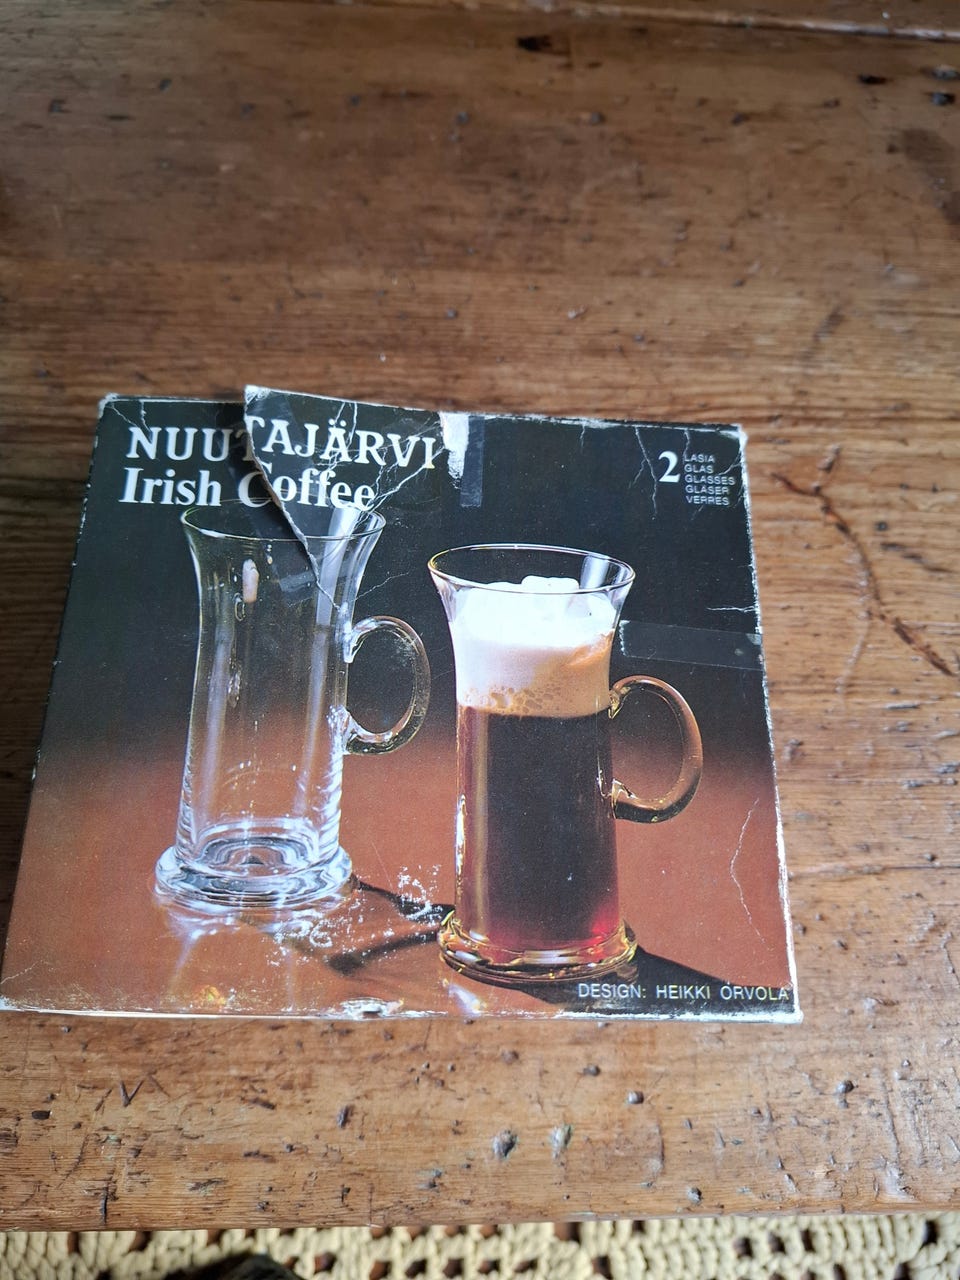 NUUTAJÄRVI
Irish Coffee
2 LASIA
GLAS
GLASSES
GLÄSER
VERRES
DESIGN: HEIKKI ORVOLA